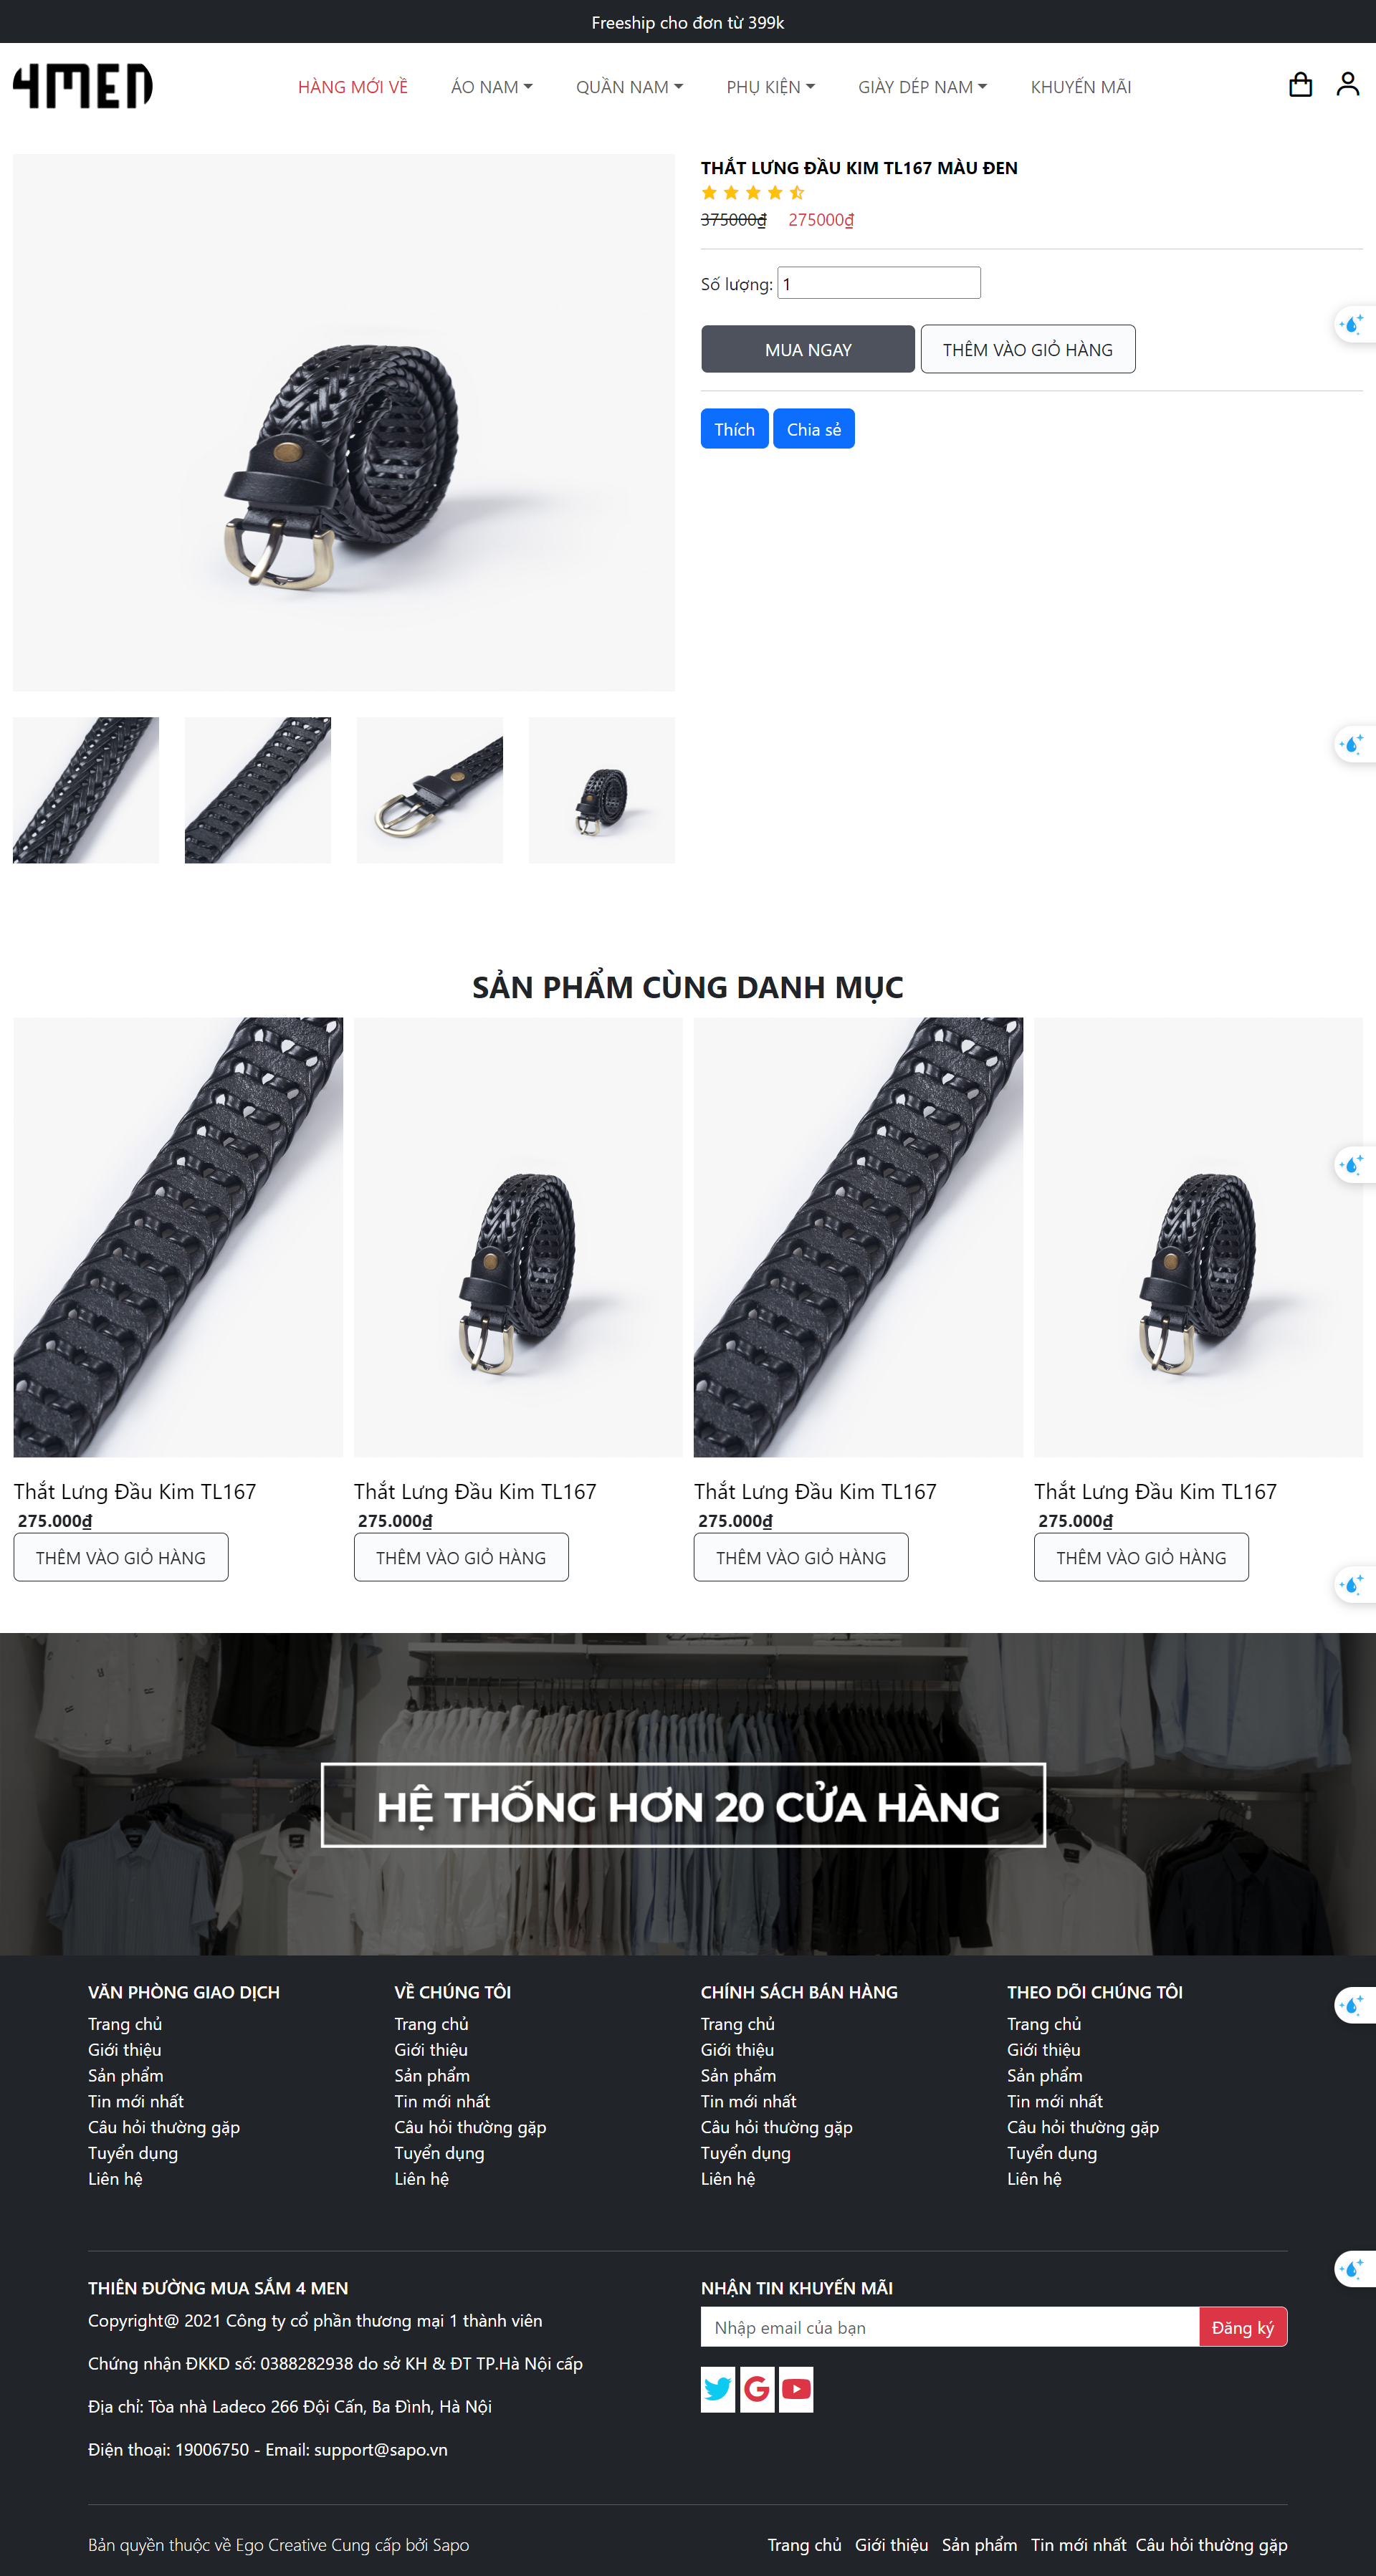 Freeship cho đơn từ 399k
4MEN
HÀNG MỚI VỀ ÁO NAM QUẦN NAM PHỤ KIỆN GIÀY DÉP NAM KHUYẾN MÃI
THẮT LƯNG ĐẦU KIM TL167 MÀU ĐEN
375000₫ 275000₫
Số lượng: 1
MUA NGAY THÊM VÀO GIỎ HÀNG
Thích Chia sẻ
SẢN PHẨM CÙNG DANH MỤC
Thắt Lưng Đầu Kim TL167 Thắt Lưng Đầu Kim TL167 Thắt Lưng Đầu Kim TL167 Thắt Lưng Đầu Kim TL167
275.000₫ 275.000₫ 275.000₫ 275.000₫
THÊM VÀO GIỎ HÀNG THÊM VÀO GIỎ HÀNG THÊM VÀO GIỎ HÀNG THÊM VÀO GIỎ HÀNG
HỆ THỐNG HƠN 20 CỬA HÀNG
VĂN PHÒNG GIAO DỊCH
Trang chủ
Giới thiệu
Sản phẩm
Tin mới nhất
Câu hỏi thường gặp
Tuyển dụng
Liên hệ
VỀ CHÚNG TÔI
Trang chủ
Giới thiệu
Sản phẩm
Tin mới nhất
Câu hỏi thường gặp
Tuyển dụng
Liên hệ
CHÍNH SÁCH BÁN HÀNG
Trang chủ
Giới thiệu
Sản phẩm
Tin mới nhất
Câu hỏi thường gặp
Tuyển dụng
Liên hệ
THEO DÕI CHÚNG TÔI
Trang chủ
Giới thiệu
Sản phẩm
Tin mới nhất
Câu hỏi thường gặp
Tuyển dụng
Liên hệ
THIÊN ĐƯỜNG MUA SẮM 4 MEN
Copyright@ 2021 Công ty cổ phần thương mại 1 thành viên
Chứng nhận ĐKKD số: 0388282938 do sở KH & ĐT TP.Hà Nội cấp
Địa chỉ: Tòa nhà Ladeco 266 Đội Cấn, Ba Đình, Hà Nội
Điện thoại: 19006750 - Email: support@sapo.vn
NHẬN TIN KHUYẾN MÃI
Nhập email của bạn Đăng ký
Bản quyền thuộc về Ego Creative Cung cấp bởi Sapo
Trang chủ Giới thiệu Sản phẩm Tin mới nhất Câu hỏi thường gặp